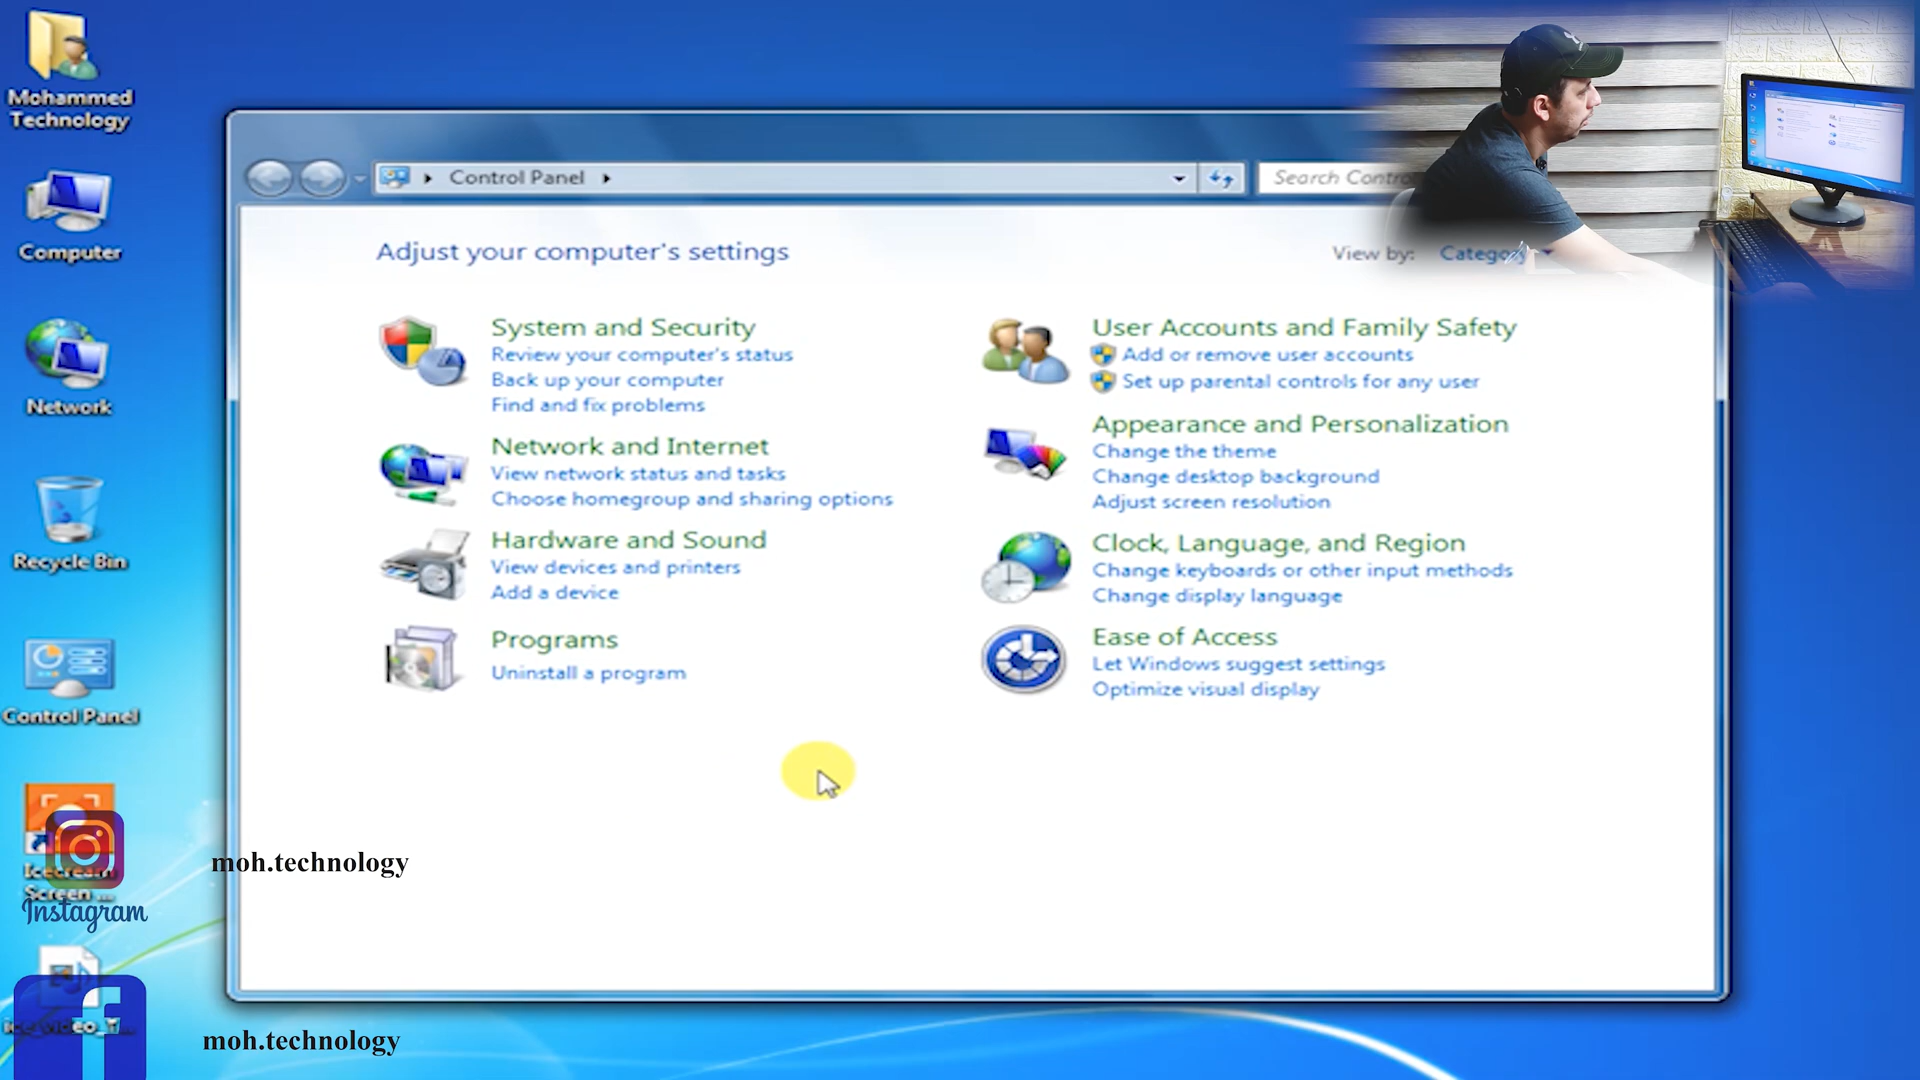 Mohammed
Technology
Computer
Network
Recycle Bin
Control Panel
Icecream
Screen ...
Instagram
moh.technology
moh.technology
Control Panel
Search Contro
Adjust your computer's settings
View by: Category
System and Security
Review your computer's status
Back up your computer
Find and fix problems
Network and Internet
View network status and tasks
Choose homegroup and sharing options
Hardware and Sound
View devices and printers
Add a device
Programs
Uninstall a program
User Accounts and Family Safety
Add or remove user accounts
Set up parental controls for any user
Appearance and Personalization
Change the theme
Change desktop background
Adjust screen resolution
Clock, Language, and Region
Change keyboards or other input methods
Change display language
Ease of Access
Let Windows suggest settings
Optimize visual display